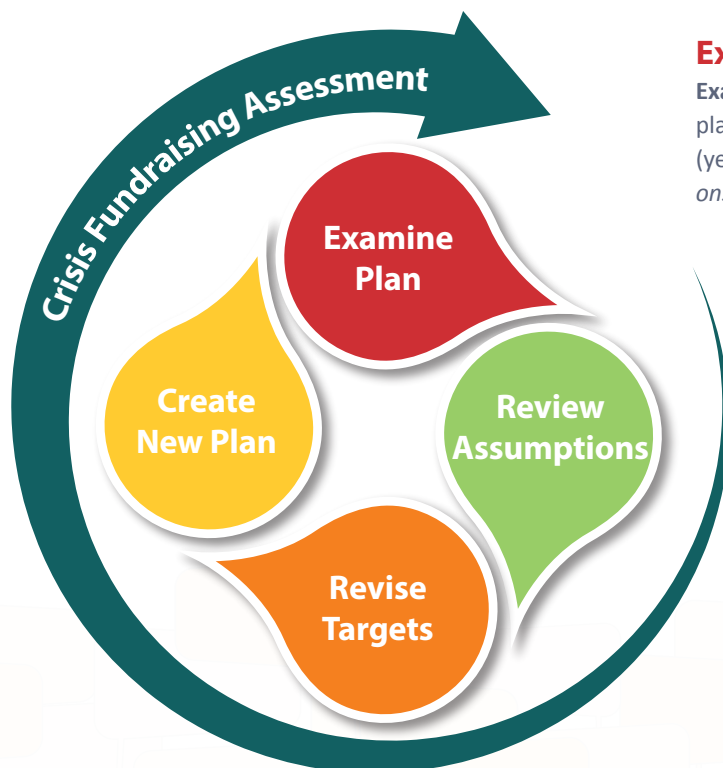 Crisis Fundraising Assessment
Examine
Plan
Review
Assumptions
Revise
Targets
Create
New Plan